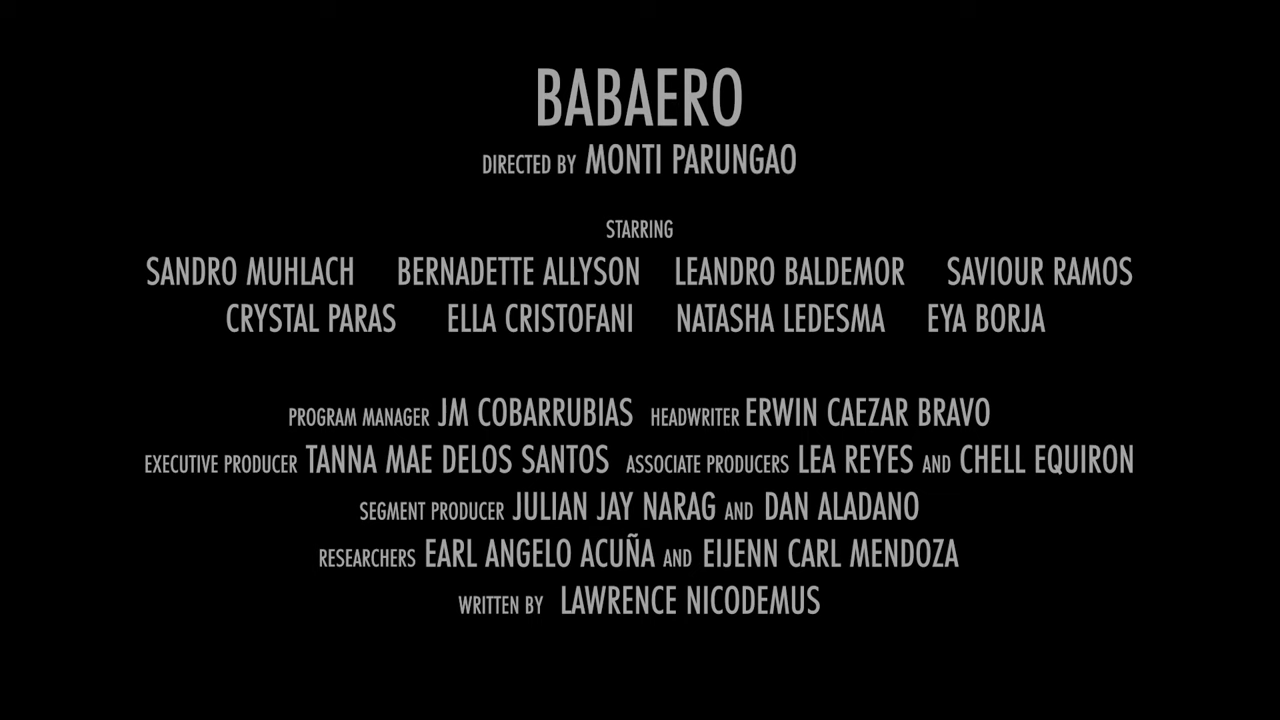 BABAERO
DIRECTED BY MONTI PARUNGAO
STARRING
SANDRO MUHLACH BERNADETTE ALLYSON LEANDRO BALDEMOR SAVIOUR RAMOS
CRYSTAL PARAS ELLA CRISTOFANI NATASHA LEDESMA EYA BORJA
PROGRAM MANAGER JM COBARRUBIAS HEADWRITER ERWIN CAEZAR BRAVO
EXECUTIVE PRODUCER TANNA MAE DELOS SANTOS ASSOCIATE PRODUCERS LEA REYES AND CHELL EQUIRON
SEGMENT PRODUCER JULIAN JAY NARAG AND DAN ALADANO
RESEARCHERS EARL ANGELO ACUÑA AND EIJENN CARL MENDOZA
WRITTEN BY LAWRENCE NICODEMUS